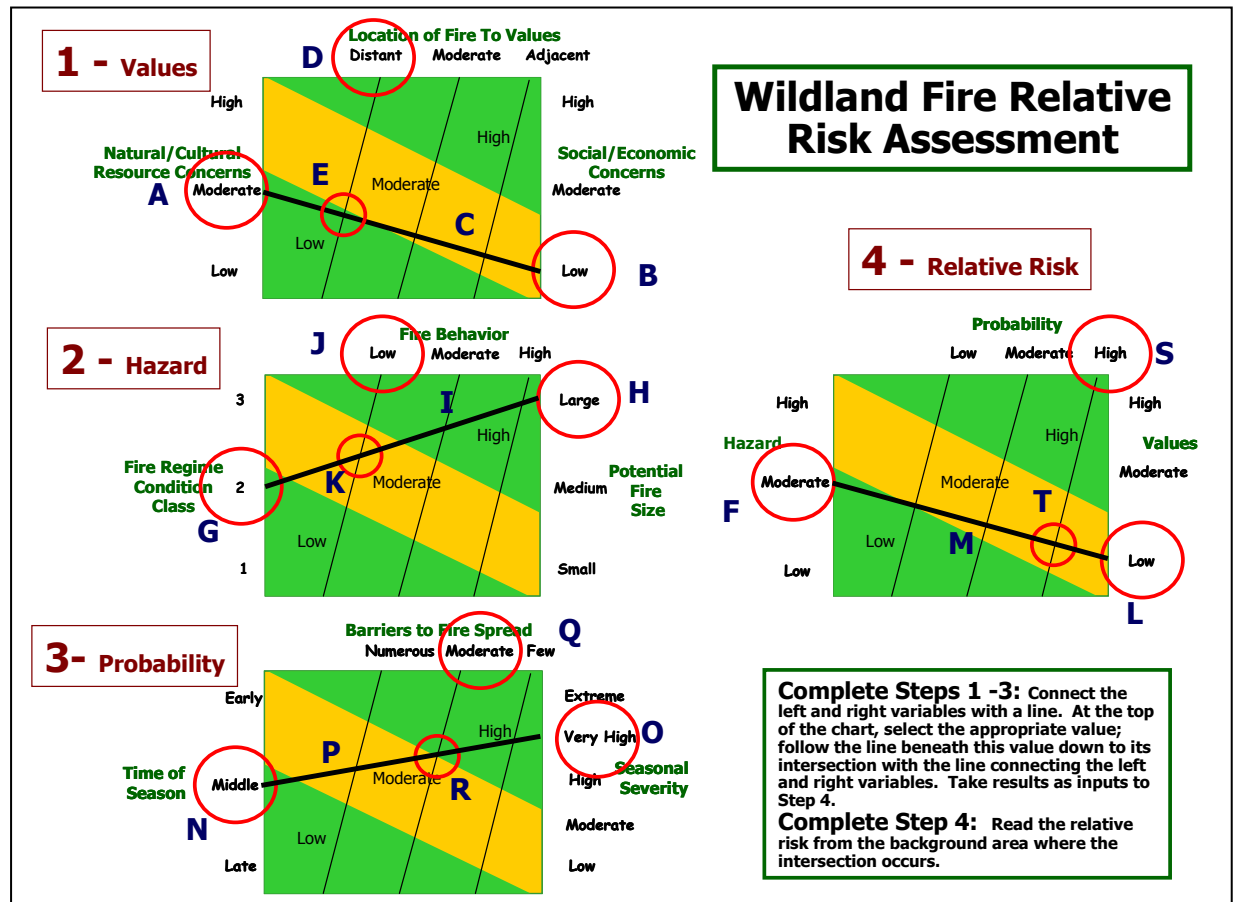 1 - Values
Location of Fire To Values
D
Distant Moderate Adjacent
High
High
High
Natural/Cultural
Resource Concerns
Social/Economic
Concerns
A
Moderate
E
Moderate
C
Moderate
Low
Low
Low
B
Wildland Fire Relative
Risk Assessment
2 - Hazard
Fire Behavior
J
Low Moderate High
3
I
Large
H
High
Fire Regime
Condition
Class
2
G
K
Moderate
Medium
Potential
Fire
Size
Low
1
Small
3- Probability
Barriers to Fire Spread
Q
Numerous Moderate Few
Early
Extreme
High
Very High
O
P
Time of
Season
Middle
N
Moderate
R
High
Seasonal
Severity
Moderate
Low
Late
Low
4 - Relative Risk
Probability
Low Moderate High
S
High
High
High
Hazard
Values
Moderate
F
Moderate
Moderate
T
Low
M
Low
Low
L
Complete Steps 1 -3: Connect the
left and right variables with a line. At the top
of the chart, select the appropriate value;
follow the line beneath this value down to its
intersection with the line connecting the left
and right variables. Take results as inputs to
Step 4.
Complete Step 4: Read the relative
risk from the background area where the
intersection occurs.